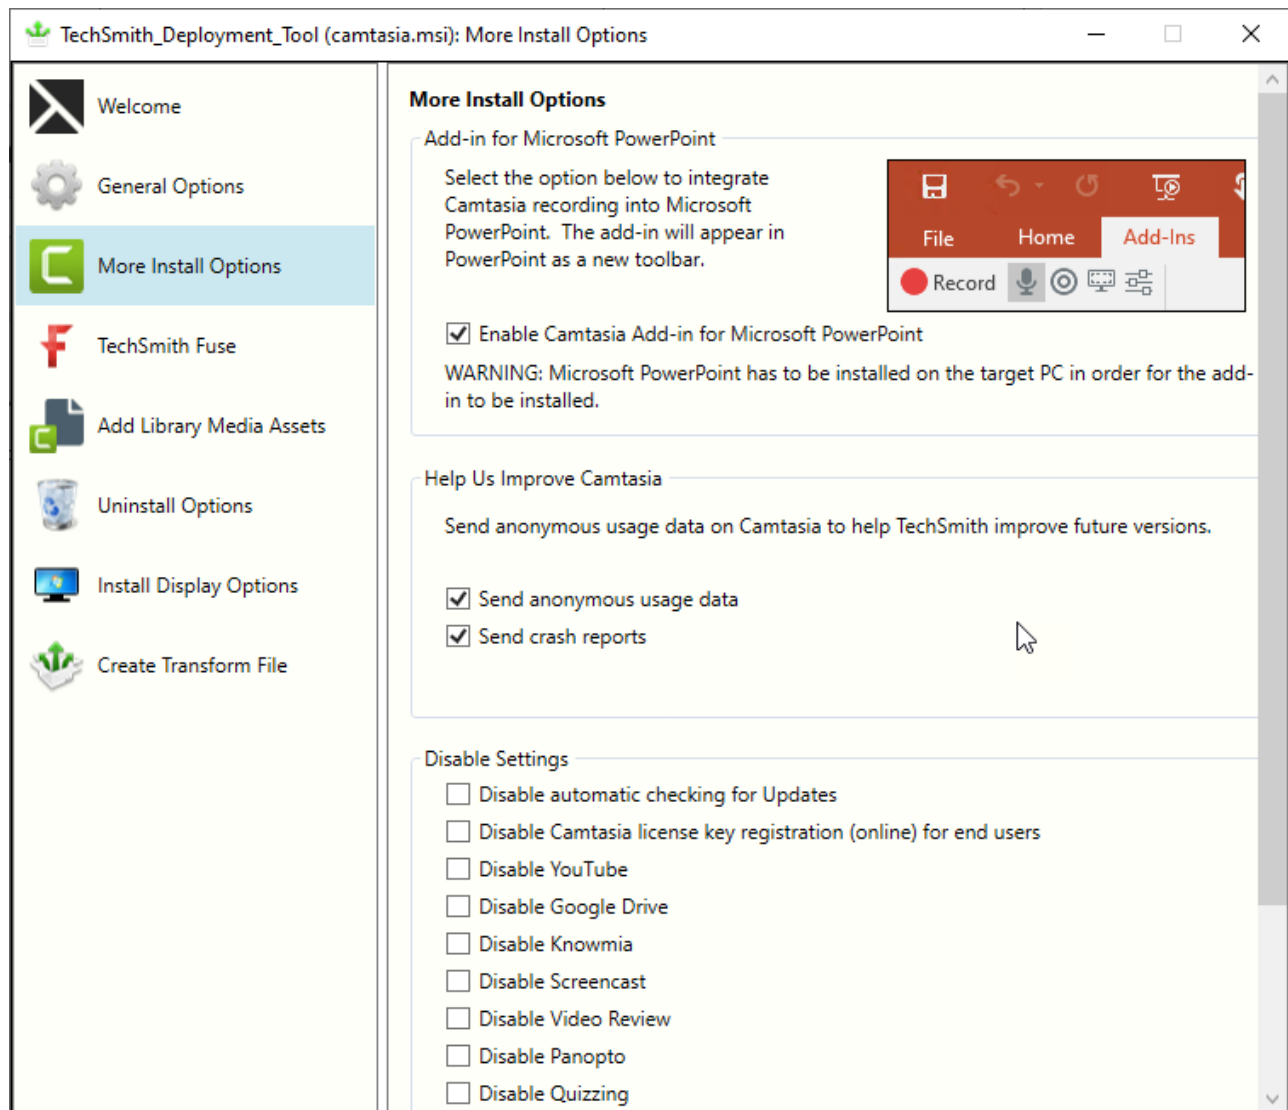 TechSmith_Deployment_Tool (camtasia.msi): More Install Options
Welcome
General Options
More Install Options
TechSmith Fuse
Add Library Media Assets
Uninstall Options
Install Display Options
Create Transform File
More Install Options
Add-in for Microsoft PowerPoint
Select the option below to integrate
Camtasia recording into Microsoft
PowerPoint.  The add-in will appear in
PowerPoint as a new toolbar.
File Home Add-Ins
Record
Enable Camtasia Add-in for Microsoft PowerPoint
WARNING: Microsoft PowerPoint has to be installed on the target PC in order for the add-
in to be installed.
Help Us Improve Camtasia
Send anonymous usage data on Camtasia to help TechSmith improve future versions.
Send anonymous usage data
Send crash reports
Disable Settings
Disable automatic checking for Updates
Disable Camtasia license key registration (online) for end users
Disable YouTube
Disable Google Drive
Disable Knowmia
Disable Screencast
Disable Video Review
Disable Panopto
Disable Quizzing